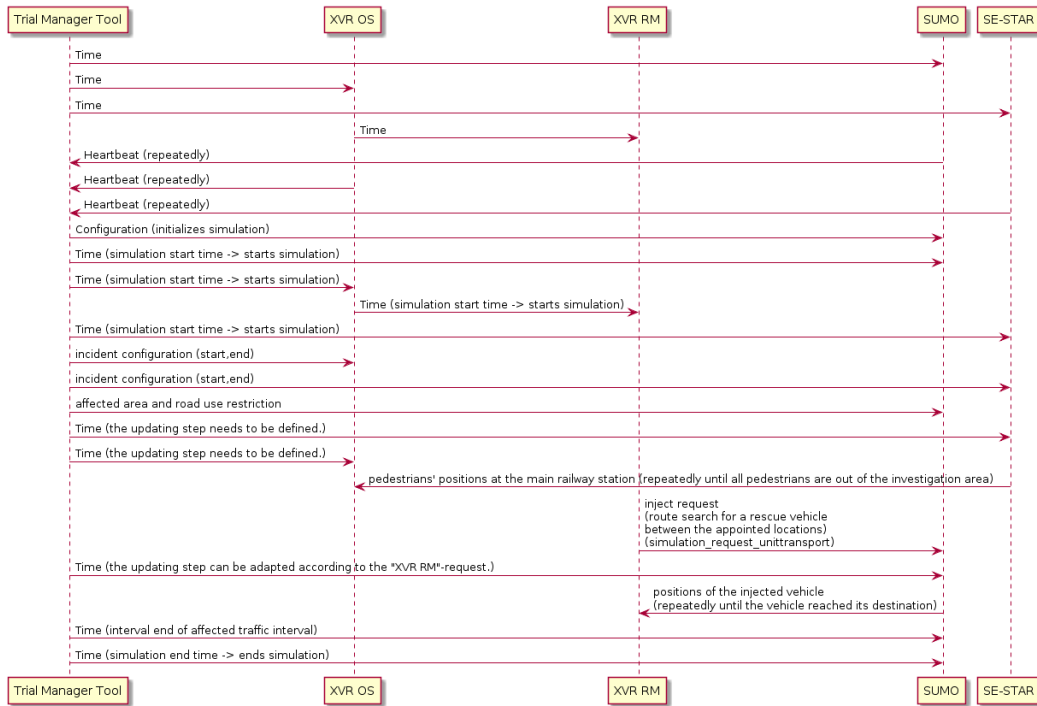 Trial Manager Tool
XVR OS
XVR RM
SUMO
SE-STAR
Time
Time
Time
Time
Heartbeat (repeatedly)
Heartbeat (repeatedly)
Heartbeat (repeatedly)
Configuration (initializes simulation)
Time (simulation start time -> starts simulation)
Time (simulation start time -> starts simulation)
Time (simulation start time -> starts simulation)
Time (simulation start time -> starts simulation)
incident configuration (start,end)
incident configuration (start,end)
affected area and road use restriction
Time (the updating step needs to be defined.)
Time (the updating step needs to be defined.)
pedestrians' positions at the main railway station (repeatedly until all pedestrians are out of the investigation area)
inject request
(route search for a rescue vehicle
between the appointed locations)
(simulation_request_unittransport)
Time (the updating step can be adapted according to the "XVR RM"-request.)
positions of the injected vehicle
(repeatedly until the vehicle reached its destination)
Time (interval end of affected traffic interval)
Time (simulation end time -> ends simulation)
Trial Manager Tool
XVR OS
XVR RM
SUMO
SE-STAR